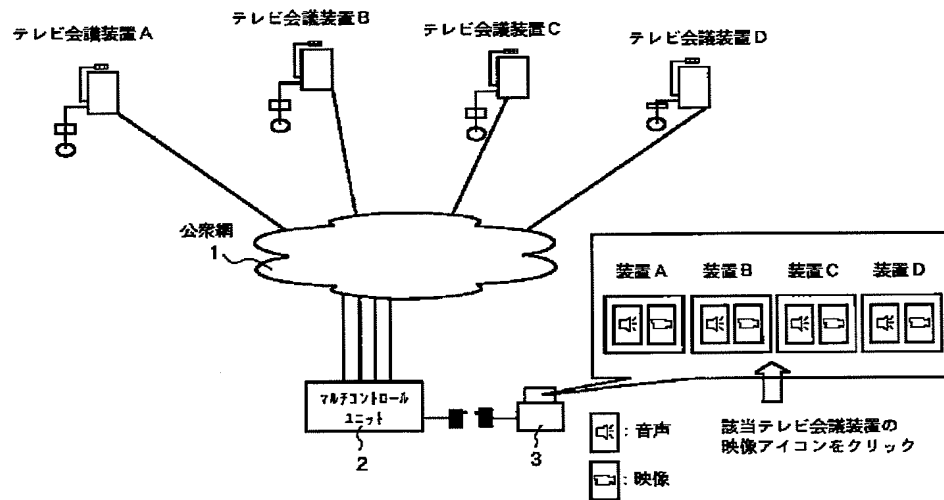 テレビ会議装置A
テレビ会議装置B
テレビ会議装置C
テレビ会議装置D
公衆網
1
装置A
装置B
装置C
装置D
マルチコントロール
ユニット
2
3
:音声
:映像
該当テレビ会議装置の
映像アイコンをクリック